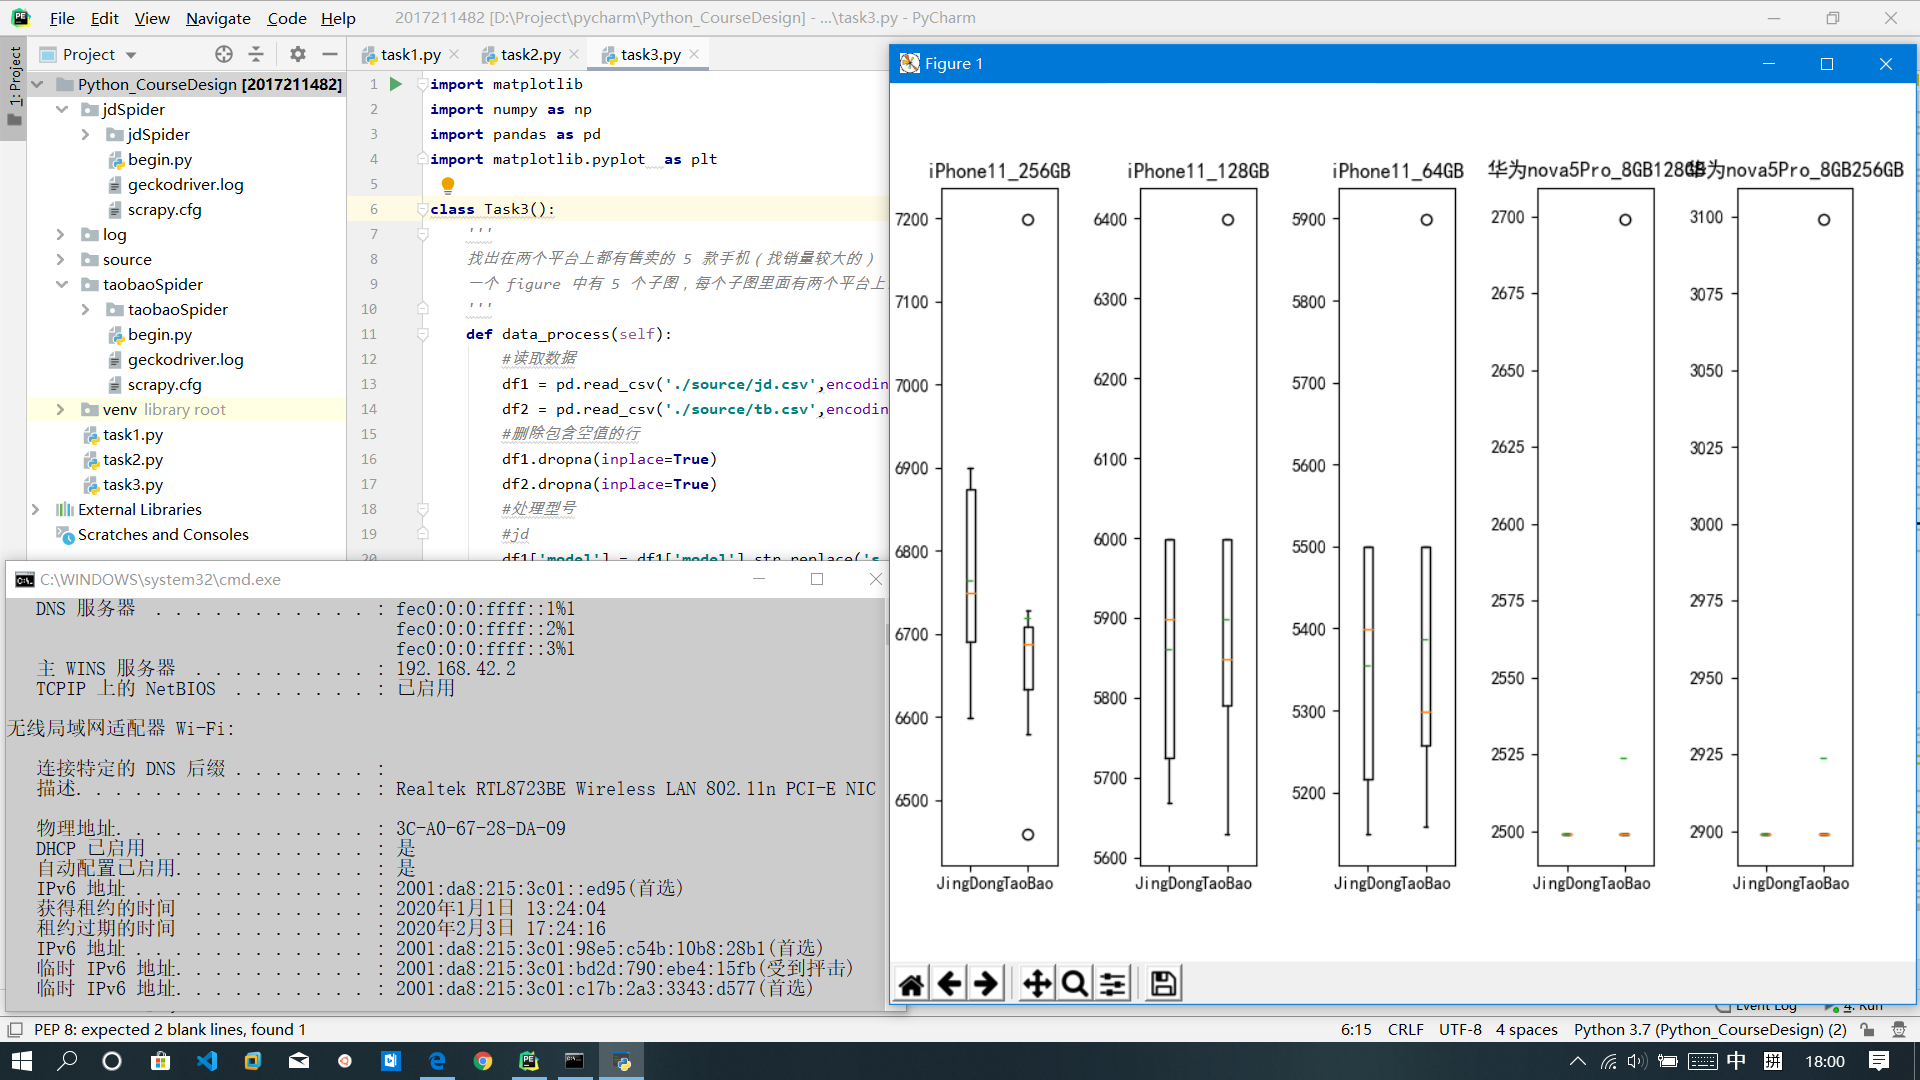 File Edit View Navigate Code Help 2017211482 [D:\Project\pycharm\Python_CourseDesign] - ...\task3.py - PyCharm
1: Project
Project
Python_CourseDesign [2017211482]
jdSpider
jdSpider
begin.py
geckodriver.log
scrapy.cfg
log
source
taobaoSpider
taobaoSpider
begin.py
geckodriver.log
scrapy.cfg
venv library root
task1.py
task2.py
task3.py
External Libraries
Scratches and Consoles
task1.py task2.py task3.py
1 import matplotlib
2 import numpy as np
3 import pandas as pd
4 import matplotlib.pyplot as plt
5
6 class Task3():
7 '''
8 找出在两个平台上都有售卖的 5 款手机(找销量较大的)
9 一个 figure 中有 5 个子图,每个子图里面有两个平台上
10 '''
11 def data_process(self):
12 #读取数据
13 df1 = pd.read_csv('./source/jd.csv',encodin
14 df2 = pd.read_csv('./source/tb.csv',encodin
15 #删除包含空值的行
16 df1.dropna(inplace=True)
17 df2.dropna(inplace=True)
18 #处理型号
19 #jd
20 df1['model'] = df1['model'].str.replace('s
C:\WINDOWS\system32\cmd.exe
DNS 服务器 . . . . . . . . . . . : fec0:0:0:ffff::1%1
fec0:0:0:ffff::2%1
fec0:0:0:ffff::3%1
主 WINS 服务器 . . . . . . . . . : 192.168.42.2
TCPIP 上的 NetBIOS . . . . . . . : 已启用
无线局域网适配器 Wi-Fi:
连接特定的 DNS 后缀 . . . . . . . :
描述. . . . . . . . . . . . . . . : Realtek RTL8723BE Wireless LAN 802.11n PCI-E NIC
物理地址. . . . . . . . . . . . . : 3C-A0-67-28-DA-09
DHCP 已启用 . . . . . . . . . . . : 是
自动配置已启用. . . . . . . . . . : 是
IPv6 地址 . . . . . . . . . . . . : 2001:da8:215:3c01::ed95(首选)
获得租约的时间 . . . . . . . . . : 2020年1月1日 13:24:04
租约过期的时间 . . . . . . . . . : 2020年2月3日 17:24:16
IPv6 地址 . . . . . . . . . . . . : 2001:da8:215:3c01:98e5:c54b:10b8:28b1(首选)
临时 IPv6 地址. . . . . . . . . . : 2001:da8:215:3c01:bd2d:790:ebe4:15fb(受到抨击)
临时 IPv6 地址. . . . . . . . . . : 2001:da8:215:3c01:c17b:2a3:3343:d577(首选)
Figure 1
iPhone11_256GB
7200
7100
7000
6900
6800
6700
6600
6500
JingDong TaoBao
iPhone11_128GB
6400
6300
6200
6100
6000
5900
5800
5700
5600
JingDong TaoBao
iPhone11_64GB
5900
5800
5700
5600
5500
5400
5300
5200
JingDong TaoBao
华为nova5Pro_8GB128GB
2700
2675
2650
2625
2600
2575
2550
2525
2500
JingDong TaoBao
华为nova5Pro_8GB256GB
3100
3075
3050
3025
3000
2975
2950
2925
2900
JingDong TaoBao
Event Log 4: Run
PEP 8: expected 2 blank lines, found 1 6:15 CRLF UTF-8 4 spaces Python 3.7 (Python_CourseDesign) (2)
中 拼 18:00